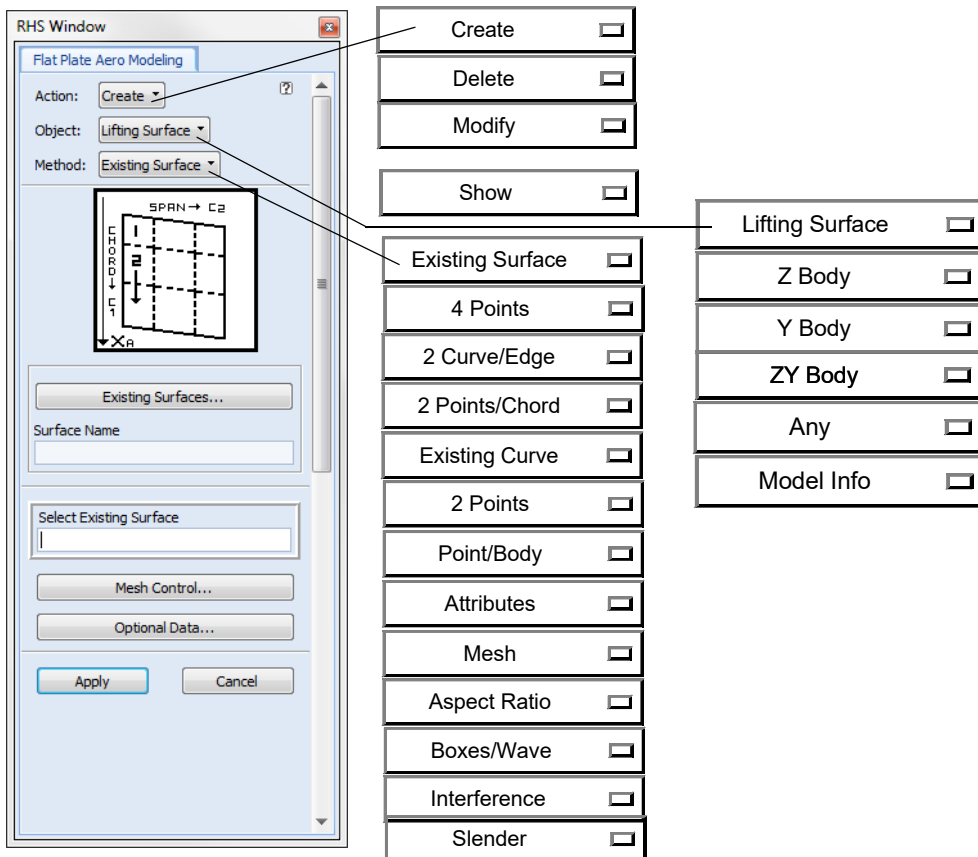 RHS Window
Flat Plate Aero Modeling
Action: Create
?
Object: Lifting Surface
Method: Existing Surface
SPAN→ C2
CHORD→ C1
1
2
XA
Existing Surfaces...
Surface Name
Select Existing Surface
Mesh Control...
Optional Data...
Apply Cancel
Create
Delete
Modify
Show
Existing Surface
4 Points
2 Curve/Edge
2 Points/Chord
Existing Curve
2 Points
Point/Body
Attributes
Mesh
Aspect Ratio
Boxes/Wave
Interference
Slender
Lifting Surface
Z Body
Y Body
ZY Body
Any
Model Info